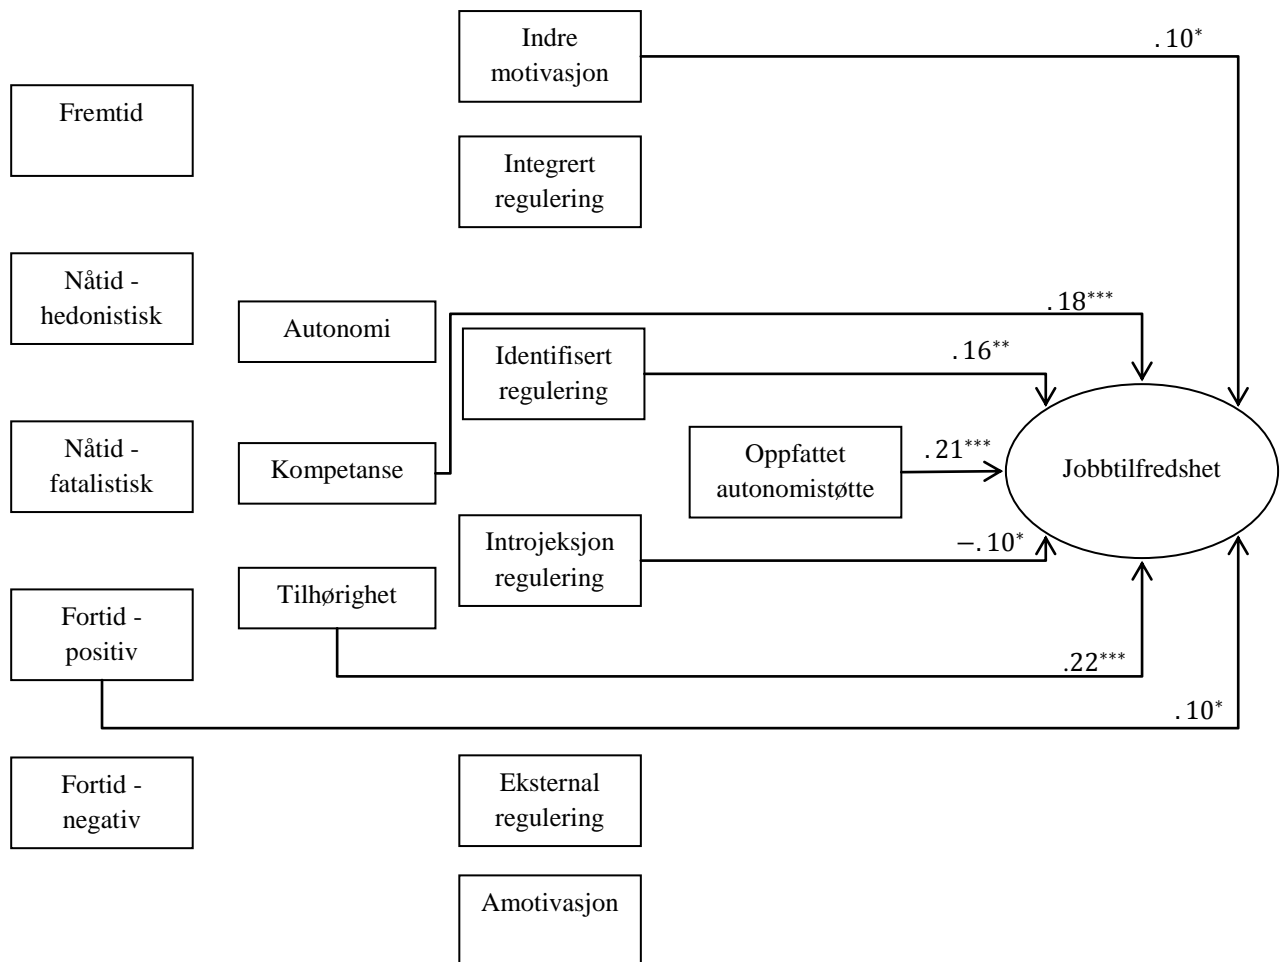 Indre
motivasjon
. 10*
Fremtid
Integrert
regulering
Nåtid -
hedonistisk
Autonomi
. 18***
Identifisert
regulering
. 16**
Nåtid -
fatalistisk
Kompetanse
Oppfattet
autonomistøtte
. 21***
Jobbtilfredshet
Introjeksjon
regulering
−. 10*
Tilhørighet
Fortid -
positiv
.22***
. 10*
Fortid -
negativ
Eksternal
regulering
Amotivasjon